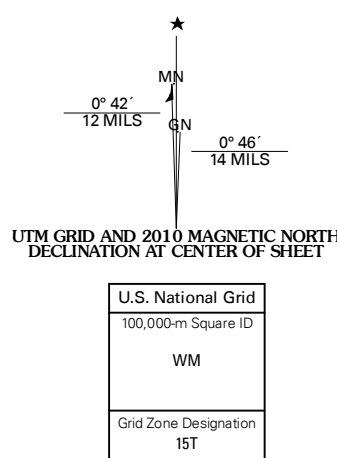 ★
MN
0° 42´
12 MILS
GN
0° 46´
14 MILS
UTM GRID AND 2010 MAGNETIC NORTH
DECLINATION AT CENTER OF SHEET
U.S. National Grid
100,000-m Square ID
WM
Grid Zone Designation
15T